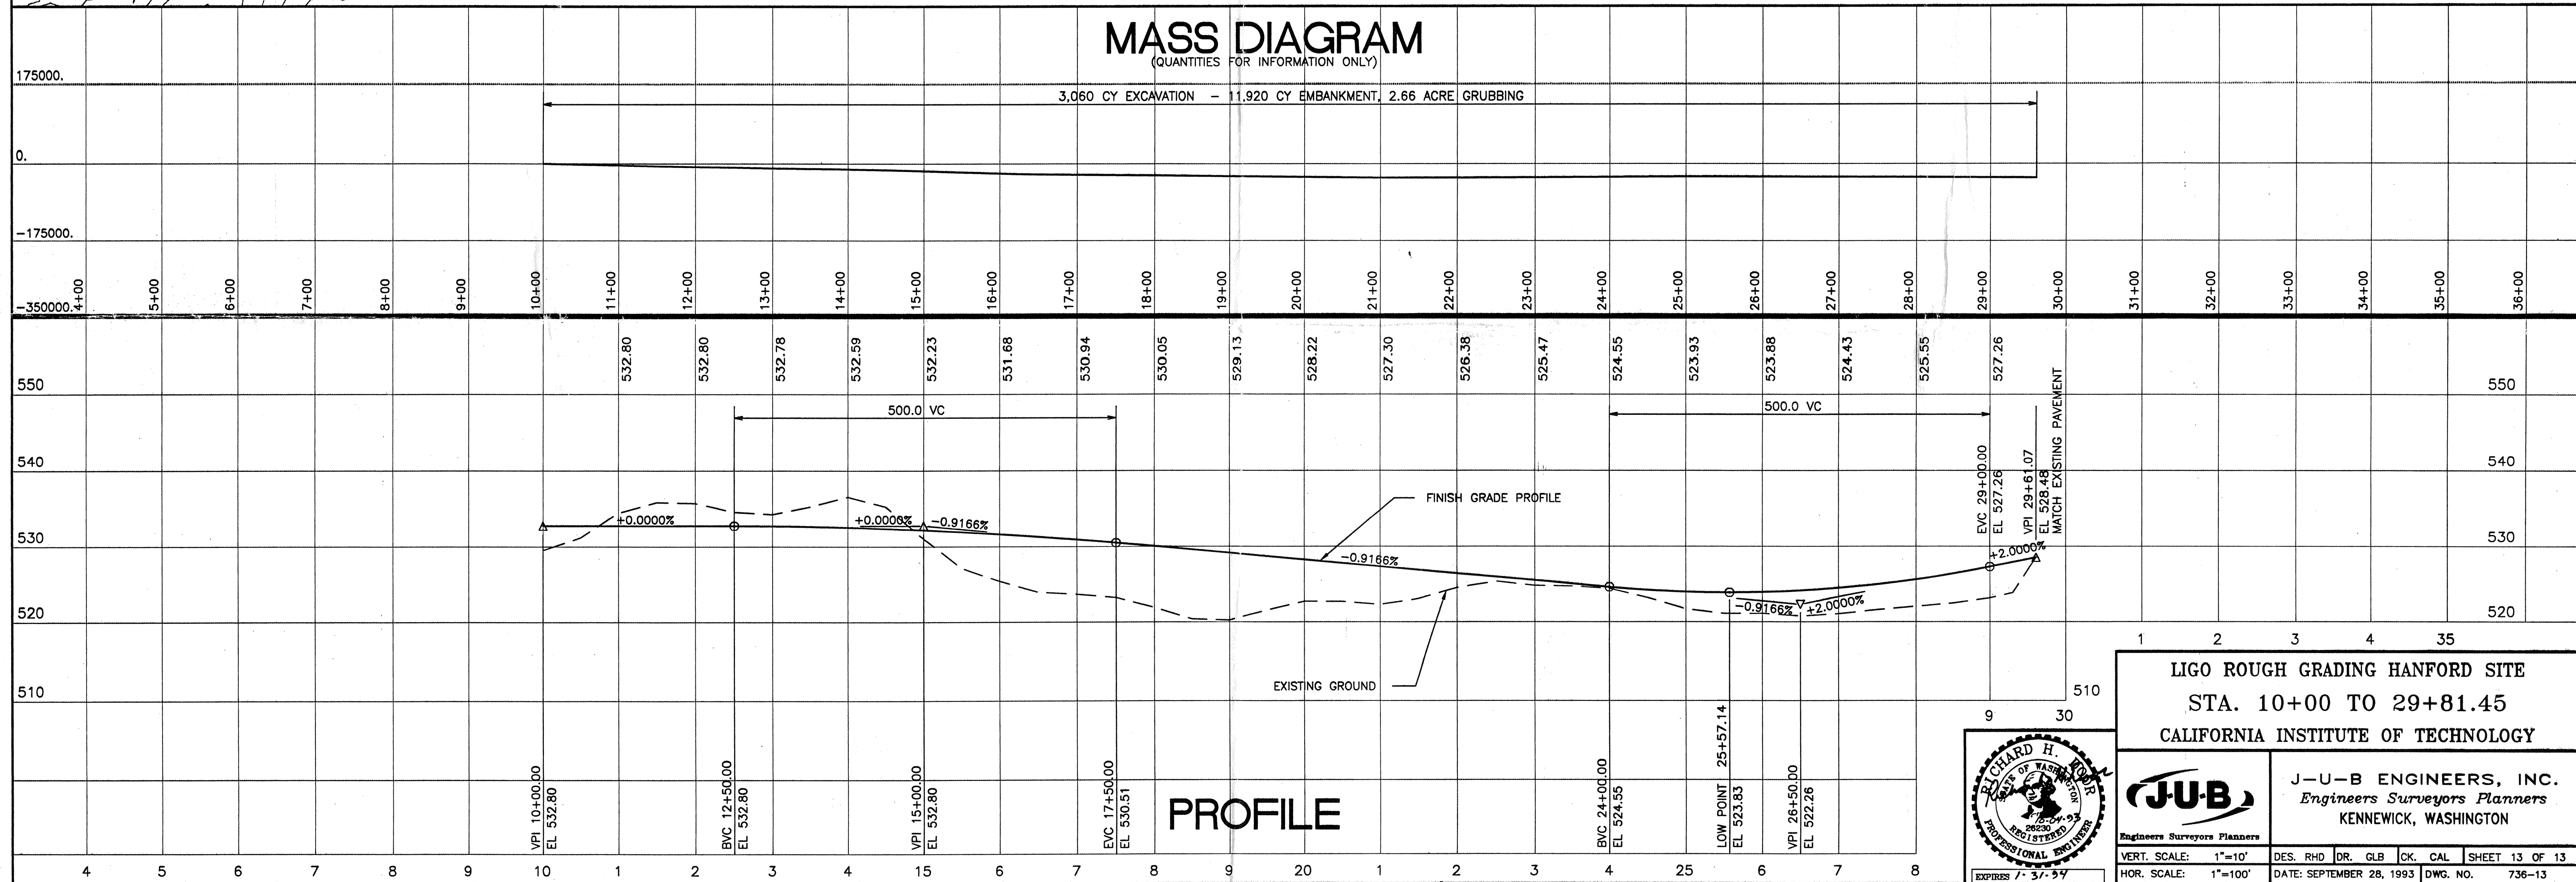 MASS DIAGRAM
(QUANTITIES FOR INFORMATION ONLY)
175000.
3,060 CY EXCAVATION - 11,920 CY EMBANKMENT, 2.66 ACRE GRUBBING
0.
-175000.
-350000.
4+00 5+00 6+00 7+00 8+00 9+00 10+00 11+00 12+00 13+00 14+00 15+00 16+00 17+00 18+00 19+00 20+00 21+00 22+00 23+00 24+00 25+00 26+00 27+00 28+00 29+00 30+00 31+00 32+00 33+00 34+00 35+00 36+00
532.80 532.80 532.78 532.59 532.23 531.68 530.94 530.05 529.13 528.22 527.30 526.38 525.47 524.55 523.93 523.88 524.43 525.55 527.26
550 550
500.0 VC 500.0 VC
540 540
EVC 29+00.00
EL 527.26
VPI 29+61.07
EL 528.48
MATCH EXISTING PAVEMENT
FINISH GRADE PROFILE
+0.0000% +0.0000% -0.9166%
530 -0.9166% +2.0000% 530
-0.9166% +2.0000%
520 520
1 2 3 4 35
EXISTING GROUND
510 510
9 30
VPI 10+00.00
EL 532.80
BVC 12+50.00
EL 532.80
VPI 15+00.00
EL 532.80
EVC 17+50.00
EL 530.51
PROFILE
BVC 24+00.00
EL 524.55
LOW POINT 25+57.14
EL 523.83
VPI 26+50.00
EL 522.26
4 5 6 7 8 9 10 1 2 3 4 15 6 7 8 9 20 1 2 3 4 25 6 7 8
LIGO ROUGH GRADING HANFORD SITE
STA. 10+00 TO 29+81.45
CALIFORNIA INSTITUTE OF TECHNOLOGY
RICHARD H. MOOR
STATE OF WASHINGTON
10-04-93
26230
REGISTERED
PROFESSIONAL ENGINEER
EXPIRES 1-31-94
J·U·B
Engineers Surveyors Planners
J-U-B ENGINEERS, INC.
Engineers Surveyors Planners
KENNEWICK, WASHINGTON
VERT. SCALE: 1"=10' DES. RHD DR. GLB CK. CAL SHEET 13 OF 13
HOR. SCALE: 1"=100' DATE: SEPTEMBER 28, 1993 DWG. NO. 736-13